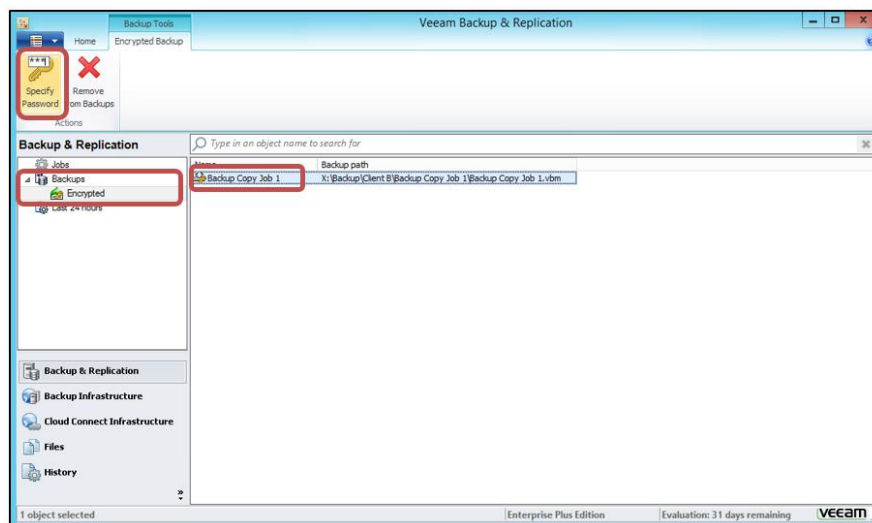 Backup Tools
Veeam Backup & Replication
Home
Encrypted Backup
Specify Password
Remove from Backups
Actions
Backup & Replication
Type in an object name to search for
Jobs
Backups
Encrypted
Last 24 hours
Name
Backup path
Backup Copy Job 1
X:\Backup\Client B\Backup Copy Job 1\Backup Copy Job 1.vbm
Backup & Replication
Backup Infrastructure
Cloud Connect Infrastructure
Files
History
1 object selected
Enterprise Plus Edition
Evaluation: 31 days remaining
veeam